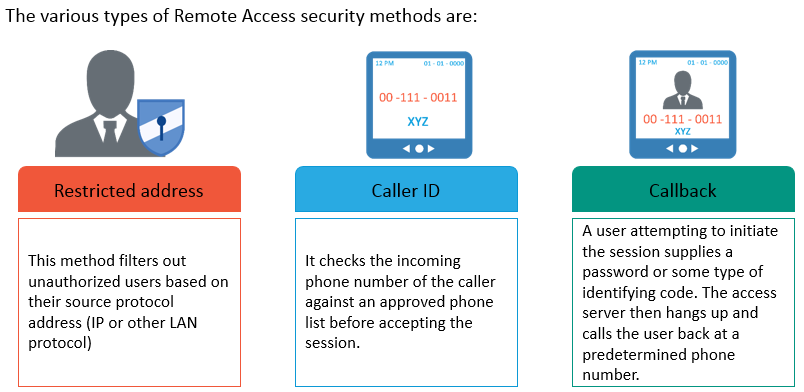 The various types of Remote Access security methods are:
12 PM 01 - 01 - 0000
00 -111 - 0011
XYZ
12 PM 01 - 01 - 0000
00 -111 - 0011
XYZ
Restricted address
Caller ID
Callback
This method filters out
unauthorized users based on
their source protocol
address (IP or other LAN
protocol)
It checks the incoming
phone number of the caller
against an approved phone
list before accepting the
session.
A user attempting to initiate
the session supplies a
password or some type of
identifying code. The access
server then hangs up and
calls the user back at a
predetermined phone
number.